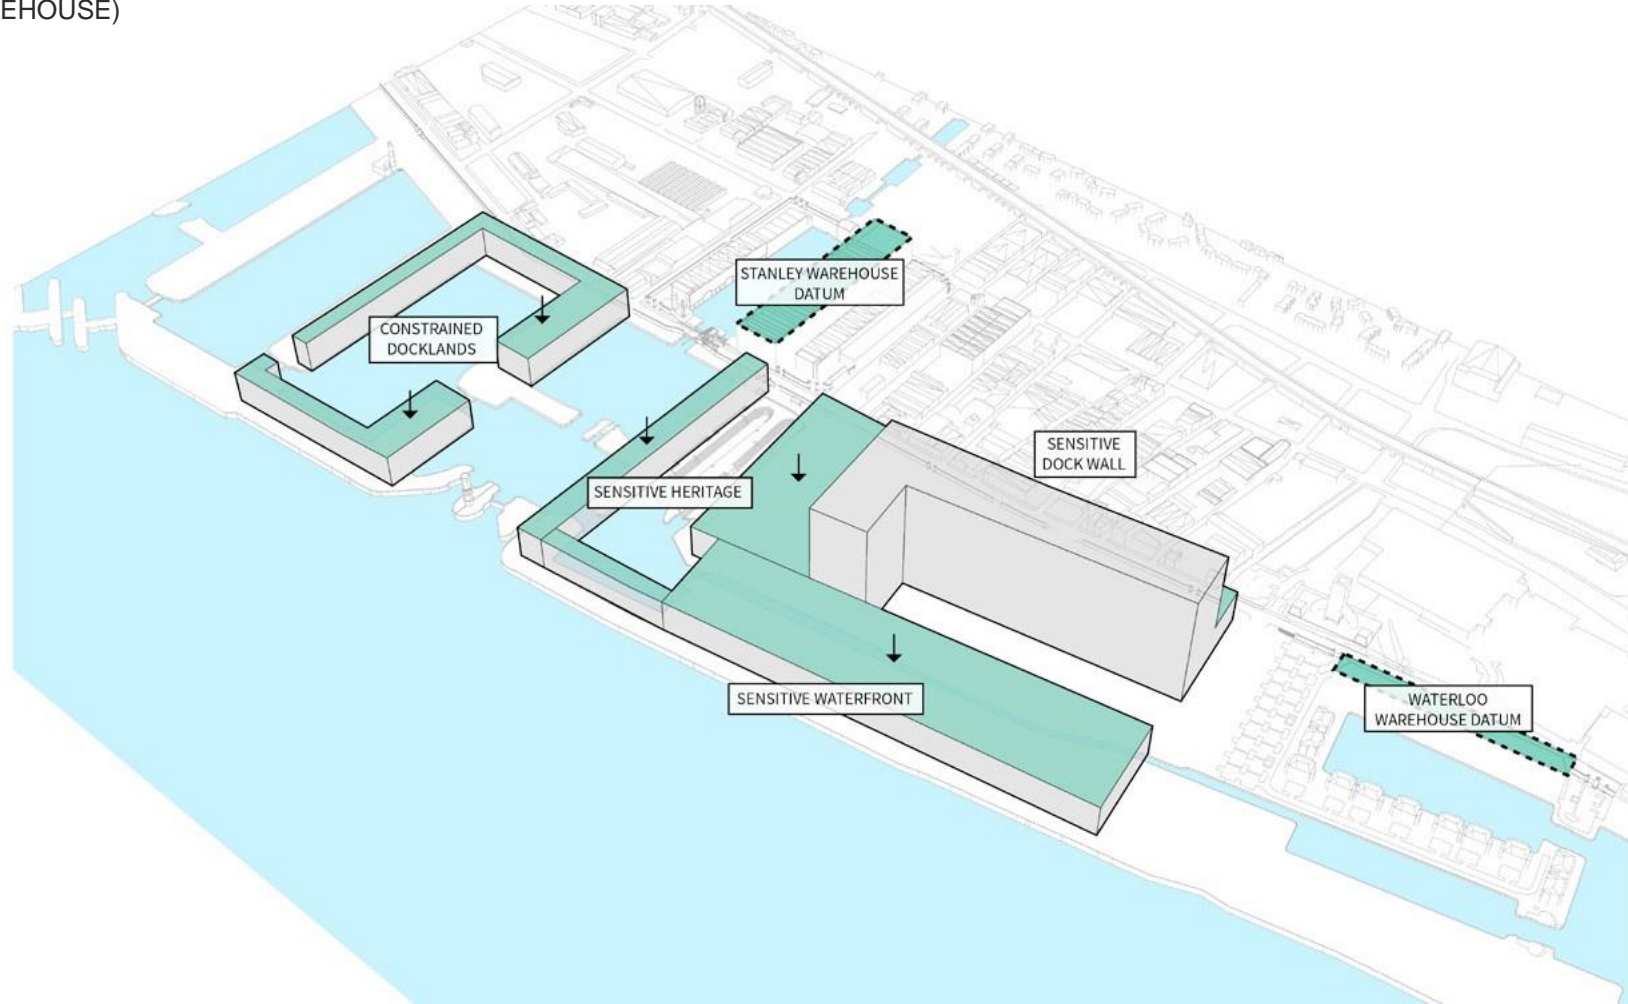 EHOUSE)
STANLEY WAREHOUSE
DATUM
CONSTRAINED
DOCKLANDS
SENSITIVE
DOCK WALL
SENSITIVE HERITAGE
SENSITIVE WATERFRONT
WATERLOO
WAREHOUSE DATUM